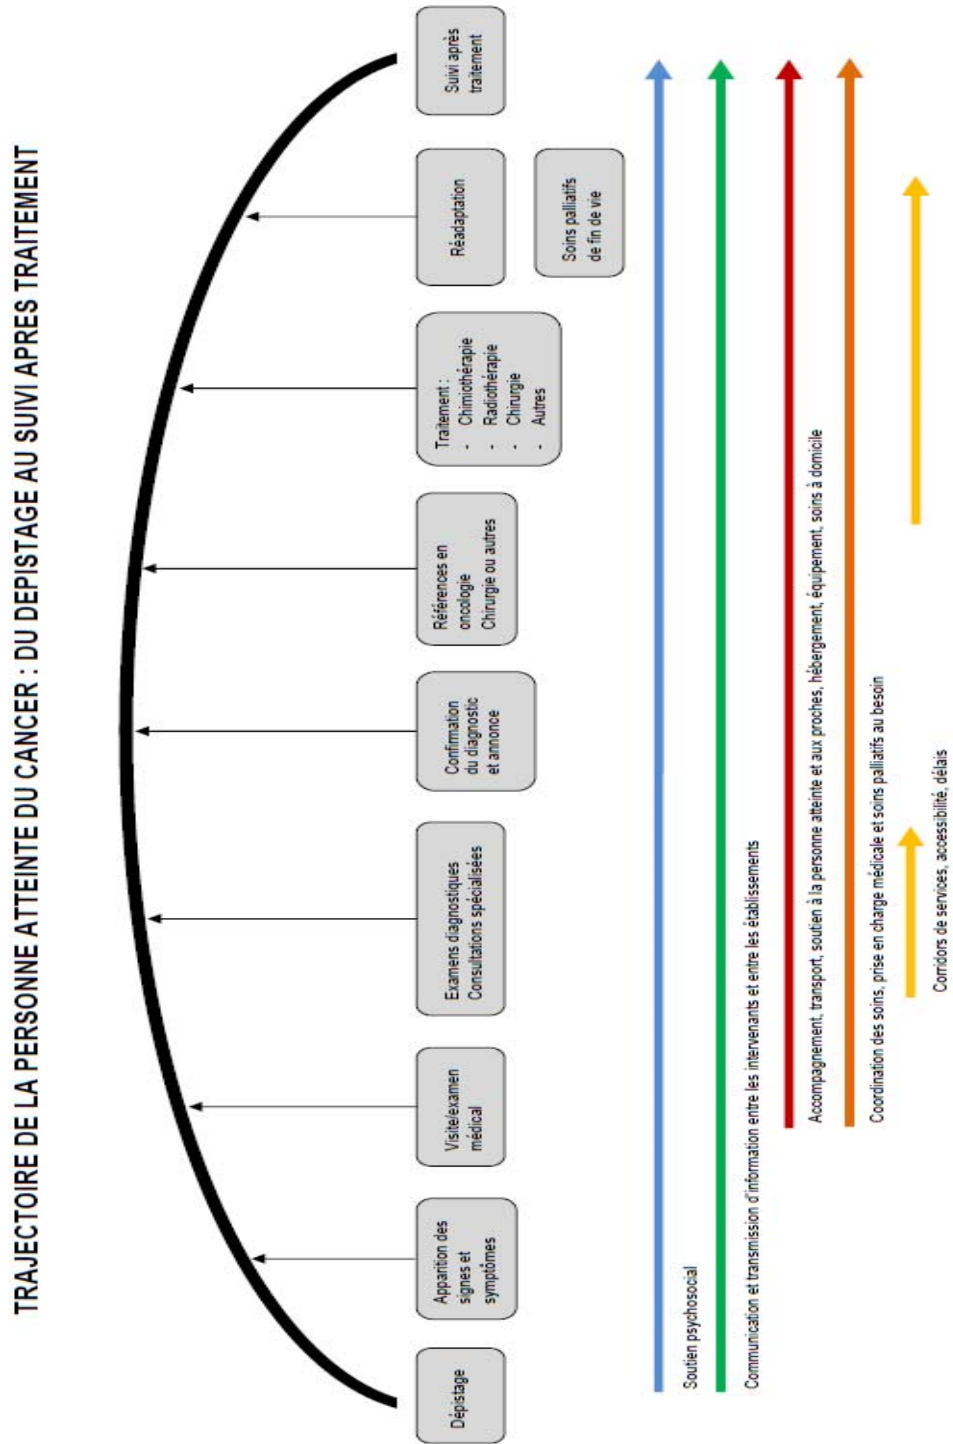 TRAJECTOIRE DE LA PERSONNE ATTEINTE DU CANCER : DU DEPISTAGE AU SUIVI APRES TRAITEMENT
Dépistage
Apparition des
signes et
symptômes
Visite/examen
médical
Examens diagnostiques
Consultations spécialisées
Confirmation
du diagnostic
et annonce
Références en
oncologie
Chirurgie ou autres
Traitement :
- Chimiothérapie
- Radiothérapie
- Chirurgie
- Autres
Réadaptation
Soins palliatifs
de fin de vie
Suivi après
traitement
Soutien psychosocial
Communication et transmission d'information entre les intervenants et entre les établissements
Accompagnement, transport, soutien à la personne atteinte et aux proches, hébergement, équipement, soins à domicile
Coordination des soins, prise en charge médicale et soins palliatifs au besoin
Corridors de services, accessibilité, délais